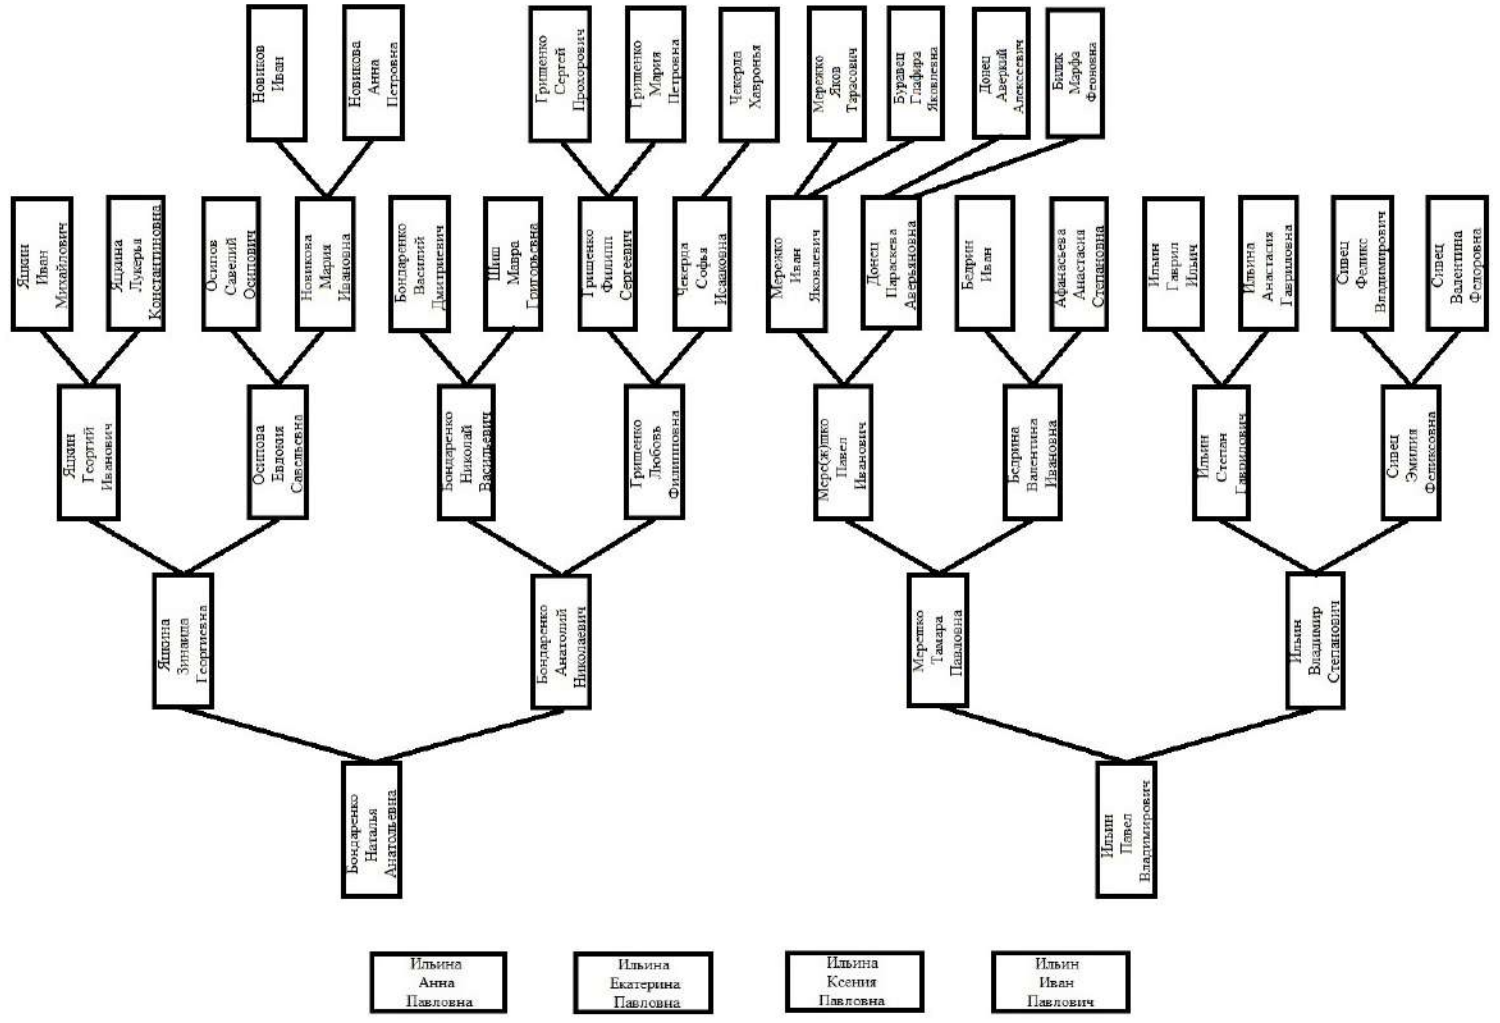 Новиков
Иван
Новикова
Анна
Петровна
Грищенко
Сергей
Прохорович
Грищенко
Мария
Петровна
Чекерда
Хавронья
Мережко
Яков
Тарасович
Буравец
Глафира
Яковлевна
Донец
Аверкий
Алексеевич
Билик
Марфа
Феоновна
Яцкин
Иван
Михайлович
Яцкина
Лукерья
Константиновна
Осипов
Савелий
Осипович
Новикова
Мария
Ивановна
Бондаренко
Василий
Дмитриевич
Шиш
Мавра
Григорьевна
Грищенко
Филипп
Сергеевич
Чекерда
Софья
Исааковна
Мережко
Иван
Яковлевич
Донец
Параскева
Аверьяновна
Бедрин
Иван
Афанасьева
Анастасия
Степановна
Ильин
Гаврил
Ильич
Ильина
Анастасия
Гавриловна
Сивец
Феликс
Владимирович
Сивец
Валентина
Федоровна
Яцкин
Георгий
Иванович
Осипова
Евдокия
Савельевна
Бондаренко
Николай
Васильевич
Грищенко
Любовь
Филипповна
Мере(ж)шко
Павел
Иванович
Бедрина
Валентина
Ивановна
Ильин
Степан
Гаврилович
Сивец
Эмилия
Феликсовна
Яцкина
Зинаида
Георгиевна
Бондаренко
Анатолий
Николаевич
Мерешко
Тамара
Павловна
Ильин
Владимир
Степанович
Бондаренко
Наталья
Анатольевна
Ильин
Павел
Владимирович
Ильина
Анна
Павловна
Ильина
Екатерина
Павловна
Ильина
Ксения
Павловна
Ильин
Иван
Павлович